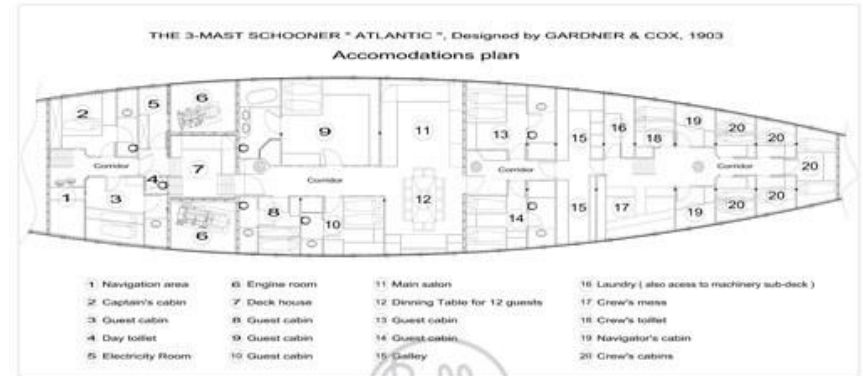 THE 3-MAST SCHOONER " ATLANTIC ", Designed by GARDNER & COX, 1903
Accomodations plan
2 5 6 9 11 13 15 16 18 19 20 20
Corridor 7 Corridor Corridor Corridor 20
4
1 3 6 8 10 12 14 15 17 19 20 20
1 Navigation area
2 Captain's cabin
3 Guest cabin
4 Day toillet
5 Electricity Room
6 Engine room
7 Deck house
8 Guest cabin
9 Guest cabin
10 Guest cabin
11 Main salon
12 Dinning Table for 12 guests
13 Guest cabin
14 Guest cabin
15 Galley
16 Laundry ( also acess to machinery sub-deck )
17 Crew's mess
18 Crew's toillet
19 Navigator's cabin
20 Crew's cabins